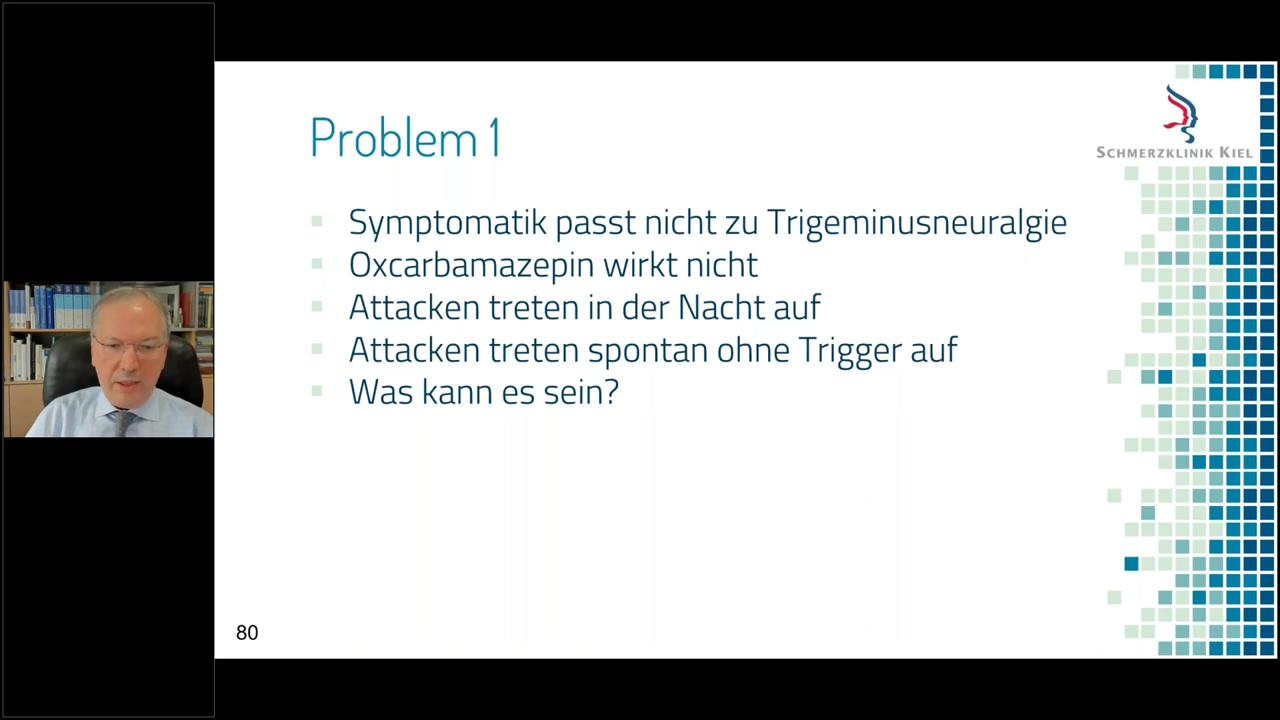 Problem 1
SCHMERZKLINIK KIEL
Symptomatik passt nicht zu Trigeminusneuralgie
Oxcarbamazepin wirkt nicht
Attacken treten in der Nacht auf
Attacken treten spontan ohne Trigger auf
Was kann es sein?
80